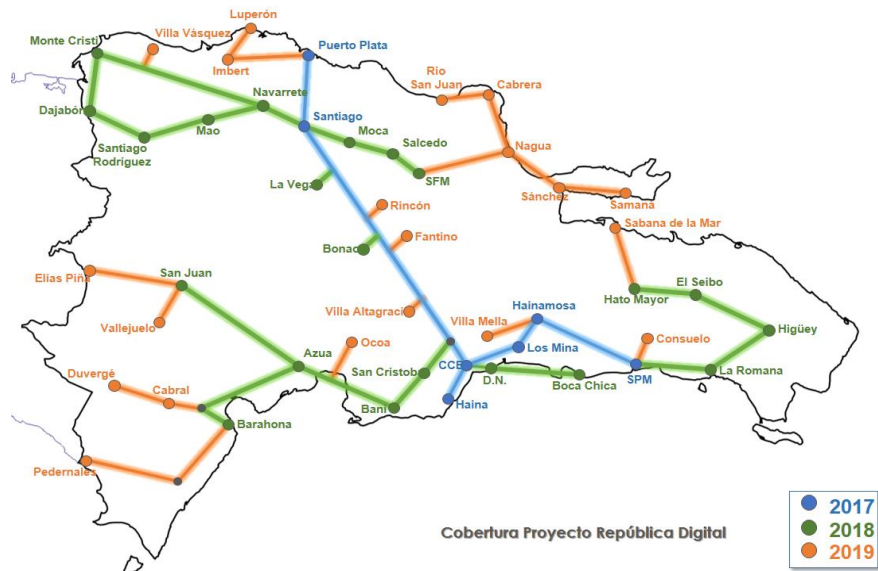 Luperón
Villa Vásquez
Monte Cristi
Puerto Plata
Imbert
Rio
San Juan
Cabrera
Navarrete
Dajabón
Santiago
Mao
Moca
Santiago
Rodríguez
Salcedo
Nagua
SFM
La Vega
Sánchez
Samaná
Rincón
Sabana de la Mar
Fantino
Bonao
San Juan
Elías Piña
El Seibo
Hato Mayor
Villa Altagracia
Hainamosa
Vallejuelo
Villa Mella
Higüey
Consuelo
Ocoa
Los Mina
Azua
CCE
San Cristobal
SPM
La Romana
Duvergé
D.N.
Boca Chica
Cabral
Bani
Haina
Barahona
Pedernales
Cobertura Proyecto República Digital
2017
2018
2019